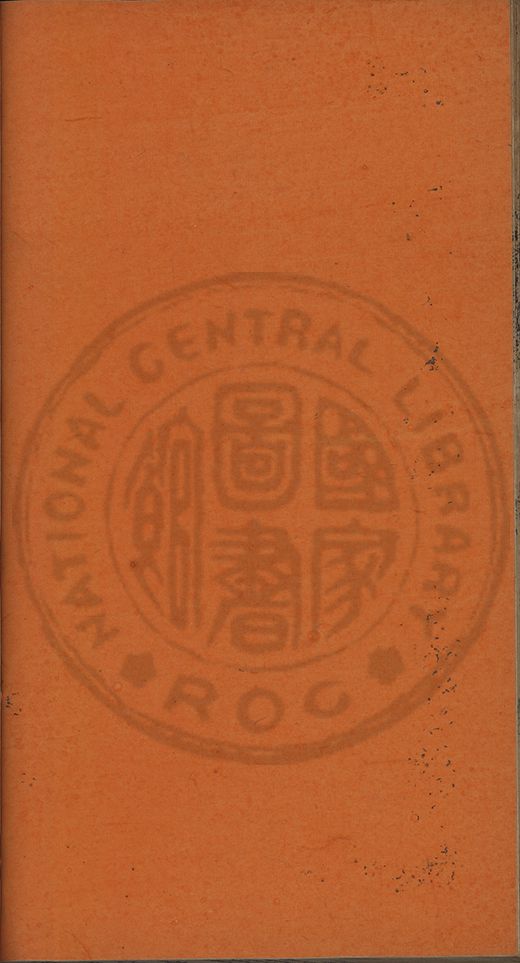 NATIONAL CENTRAL LIBRARY
國家
圖書
館
ROC